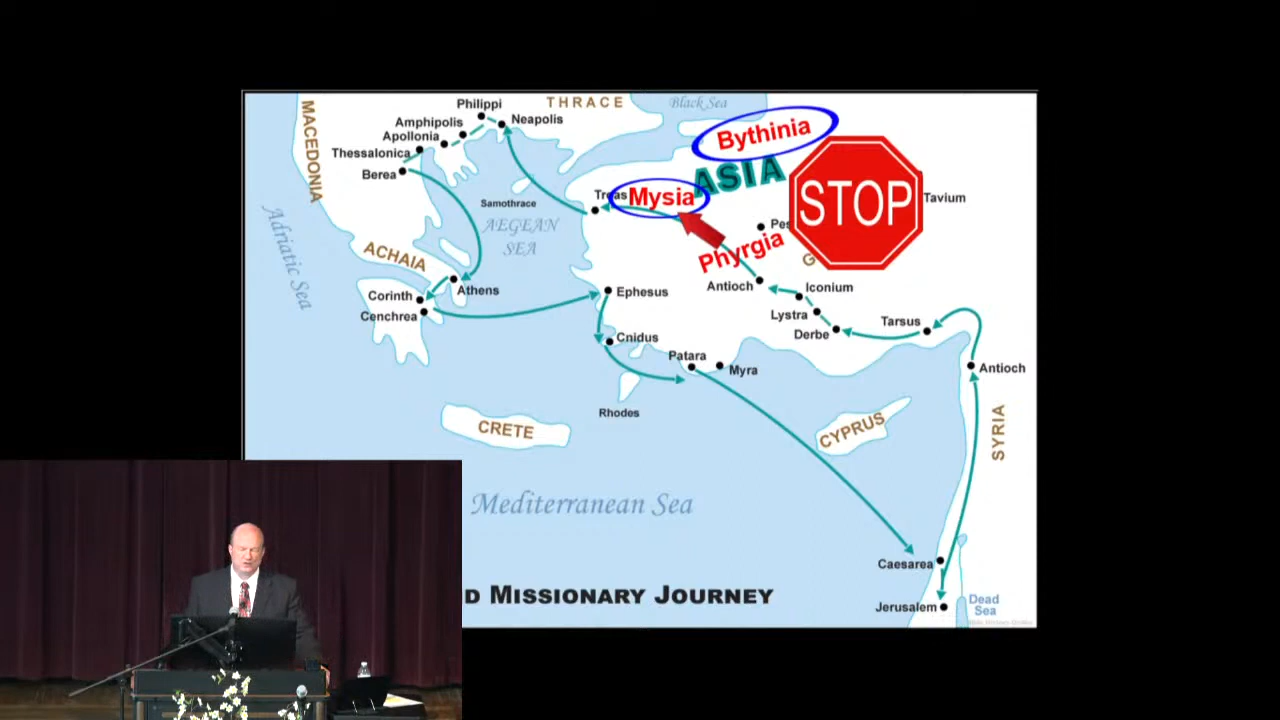 MACEDONIA
THRACE
Black Sea
Philippi
Neapolis
Amphipolis
Apollonia
Thessalonica
Berea
Bythinia
ASIA
STOP
Tavium
Troas
Mysia
Samothrace
AEGEAN
SEA
Adriatic Sea
ACHAIA
Phyrgia
Pes
G
Antioch
Iconium
Lystra
Derbe
Tarsus
Athens
Corinth
Cenchrea
Ephesus
Cnidus
Patara
Myra
Antioch
Rhodes
CRETE
CYPRUS
SYRIA
Mediterranean Sea
Caesarea
D MISSIONARY JOURNEY
Jerusalem
Dead
Sea